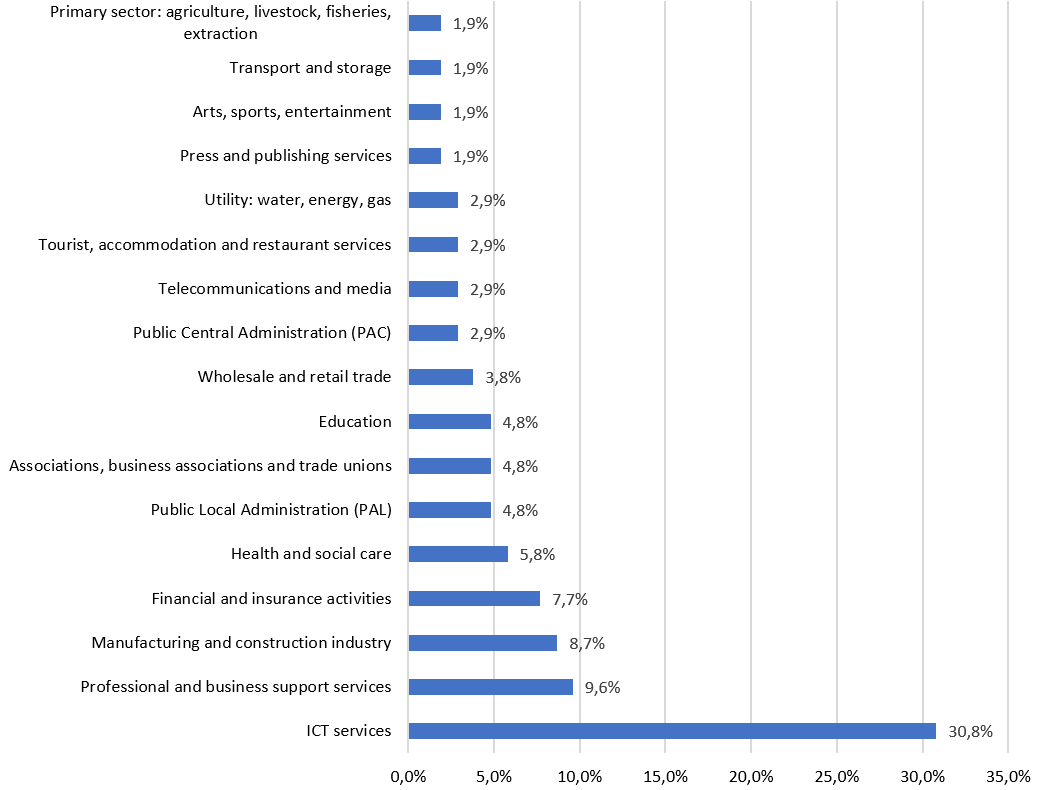 Primary sector: agriculture, livestock, fisheries,
extraction
1,9%
Transport and storage
1,9%
Arts, sports, entertainment
1,9%
Press and publishing services
1,9%
Utility: water, energy, gas
2,9%
Tourist, accommodation and restaurant services
2,9%
Telecommunications and media
2,9%
Public Central Administration (PAC)
2,9%
Wholesale and retail trade
3,8%
Education
4,8%
Associations, business associations and trade unions
4,8%
Public Local Administration (PAL)
4,8%
Health and social care
5,8%
Financial and insurance activities
7,7%
Manufacturing and construction industry
8,7%
Professional and business support services
9,6%
ICT services
30,8%
0,0% 5,0% 10,0% 15,0% 20,0% 25,0% 30,0% 35,0%